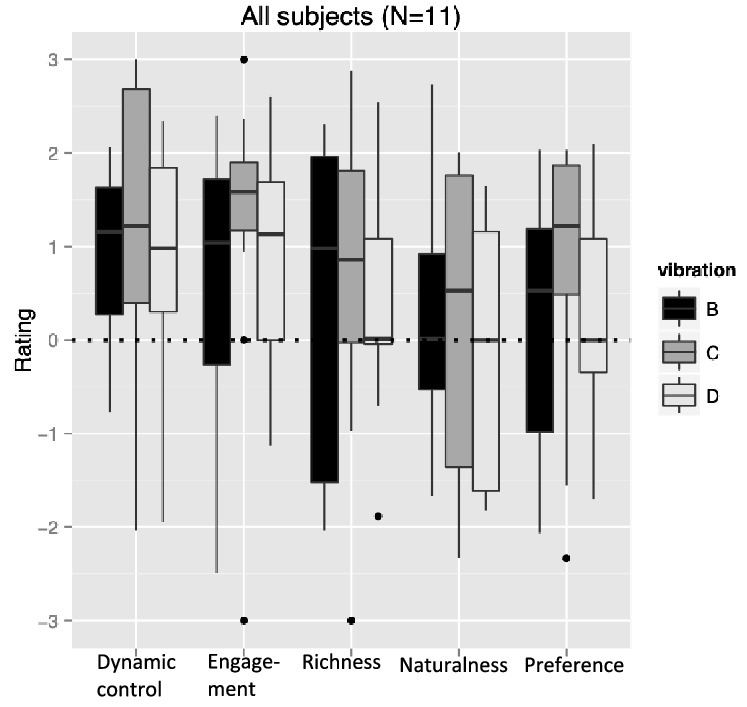 All subjects (N=11)
3
2
1
0
−1
−2
−3
Rating
Dynamic
control
Engage-
ment
Richness
Naturalness
Preference
vibration
B
C
D